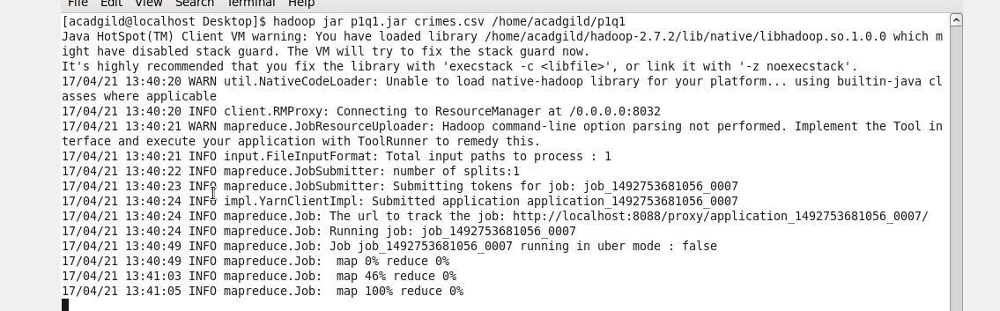 File Edit View Search Terminal Help
[acadgild@localhost Desktop]$ hadoop jar p1q1.jar crimes.csv /home/acadgild/p1q1
Java HotSpot(TM) Client VM warning: You have loaded library /home/acadgild/hadoop-2.7.2/lib/native/libhadoop.so.1.0.0 which m
ight have disabled stack guard. The VM will try to fix the stack guard now.
It's highly recommended that you fix the library with 'execstack -c <libfile>', or link it with '-z noexecstack'.
17/04/21 13:40:20 WARN util.NativeCodeLoader: Unable to load native-hadoop library for your platform... using builtin-java cl
asses where applicable
17/04/21 13:40:20 INFO client.RMProxy: Connecting to ResourceManager at /0.0.0.0:8032
17/04/21 13:40:21 WARN mapreduce.JobResourceUploader: Hadoop command-line option parsing not performed. Implement the Tool in
terface and execute your application with ToolRunner to remedy this.
17/04/21 13:40:21 INFO input.FileInputFormat: Total input paths to process : 1
17/04/21 13:40:22 INFO mapreduce.JobSubmitter: number of splits:1
17/04/21 13:40:23 INFO mapreduce.JobSubmitter: Submitting tokens for job: job_1492753681056_0007
17/04/21 13:40:24 INFO impl.YarnClientImpl: Submitted application application_1492753681056_0007
17/04/21 13:40:24 INFO mapreduce.Job: The url to track the job: http://localhost:8088/proxy/application_1492753681056_0007/
17/04/21 13:40:24 INFO mapreduce.Job: Running job: job_1492753681056_0007
17/04/21 13:40:49 INFO mapreduce.Job: Job job_1492753681056_0007 running in uber mode : false
17/04/21 13:40:49 INFO mapreduce.Job:  map 0% reduce 0%
17/04/21 13:41:03 INFO mapreduce.Job:  map 46% reduce 0%
17/04/21 13:41:05 INFO mapreduce.Job:  map 100% reduce 0%